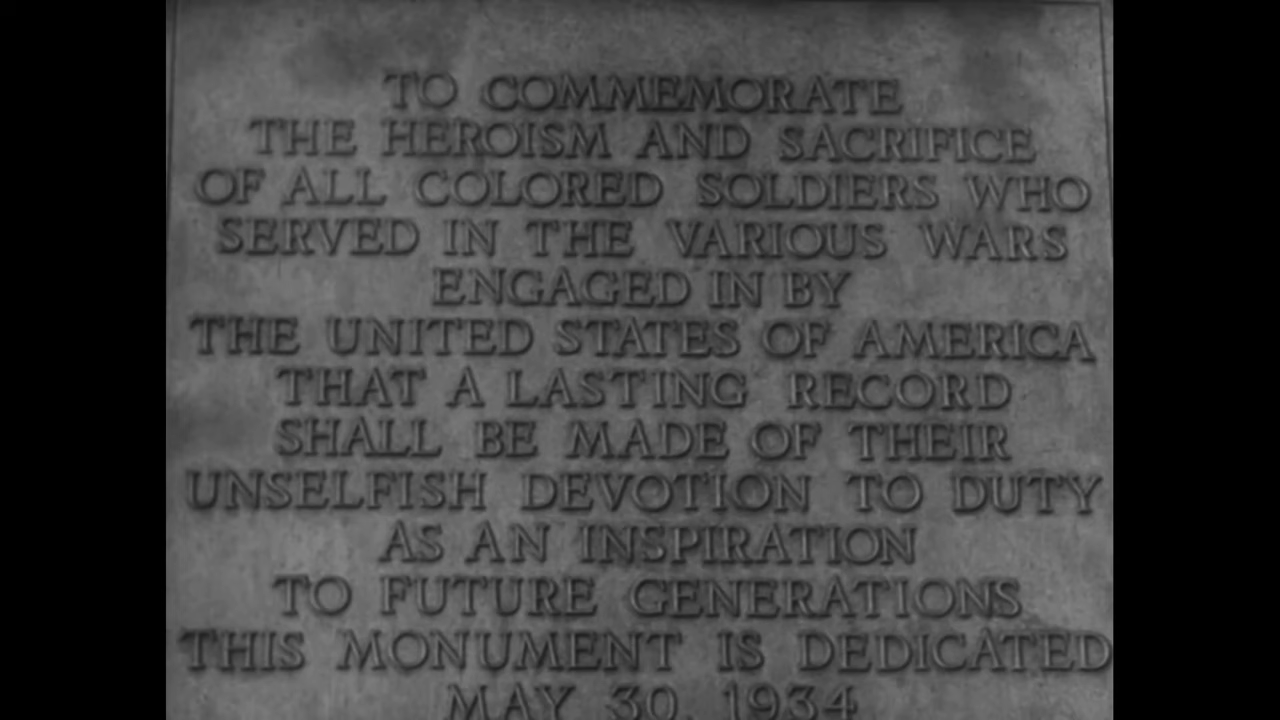 TO COMMEMORATE
THE HEROISM AND SACRIFICE
OF ALL COLORED SOLDIERS WHO
SERVED IN THE VARIOUS WARS
ENGAGED IN BY
THE UNITED STATES OF AMERICA
THAT A LASTING RECORD
SHALL BE MADE OF THEIR
UNSELFISH DEVOTION TO DUTY
AS AN INSPIRATION
TO FUTURE GENERATIONS
THIS MONUMENT IS DEDICATED
MAY 30, 1934